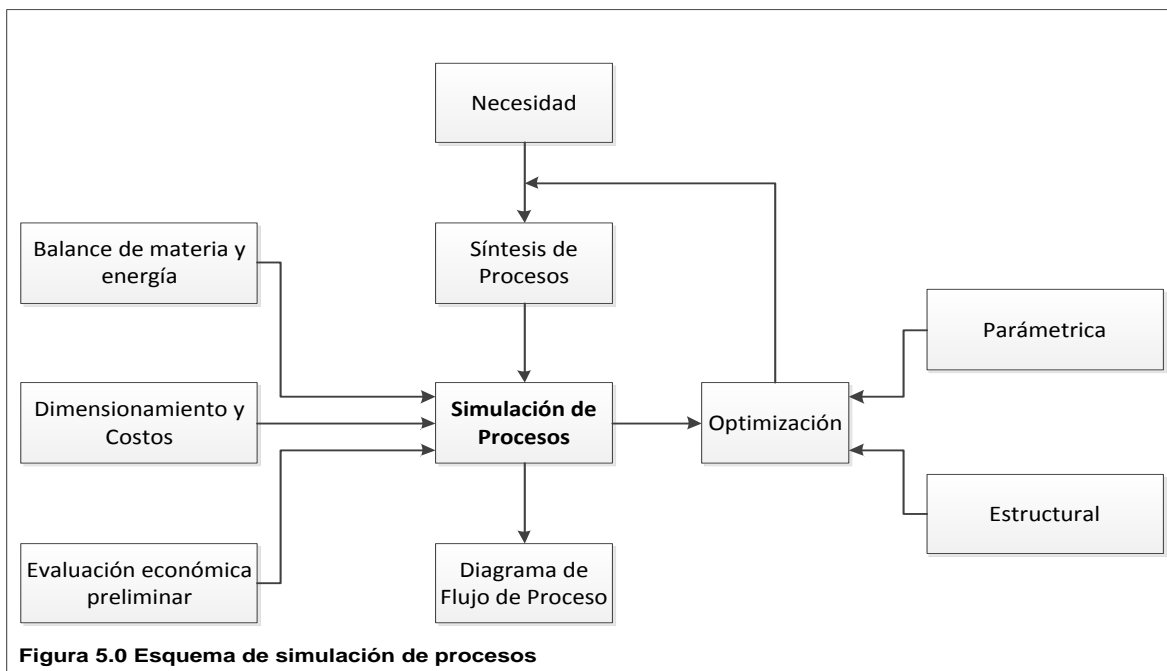 Necesidad
Balance de materia y
energía
Síntesis de
Procesos
Parámetrica
Dimensionamiento y
Costos
Simulación de
Procesos
Optimización
Estructural
Evaluación económica
preliminar
Diagrama de
Flujo de Proceso
Figura 5.0 Esquema de simulación de procesos